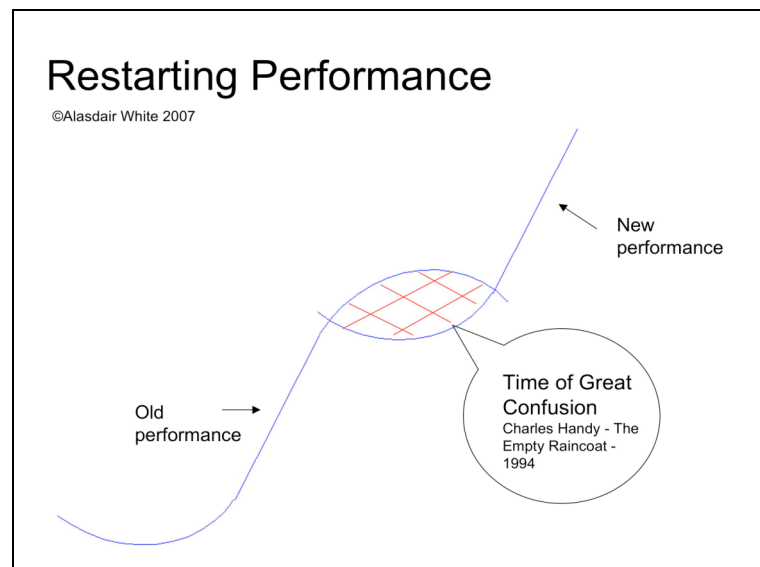 Restarting Performance
©Alasdair White 2007
New
performance
Time of Great
Confusion
Charles Handy - The
Empty Raincoat -
1994
Old
performance